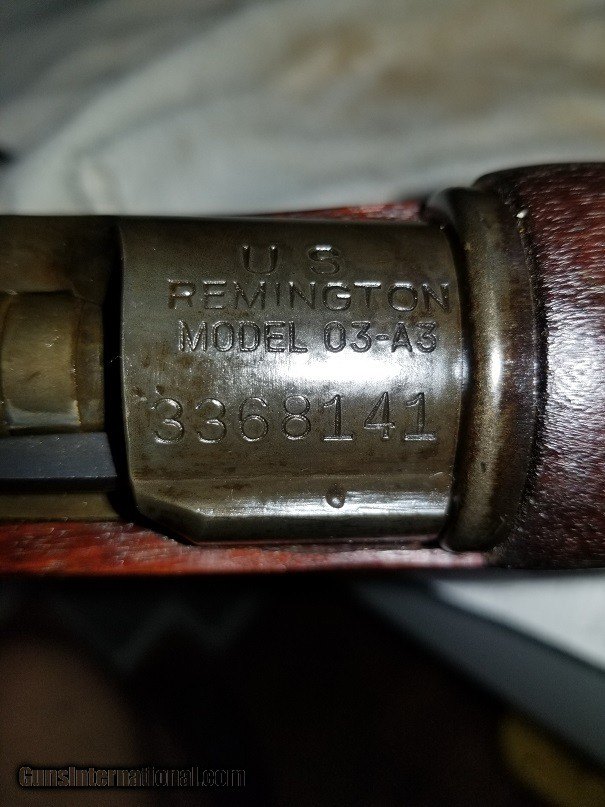 U S
REMINGTON
MODEL 03-A3
3368141
GunsInternational.com